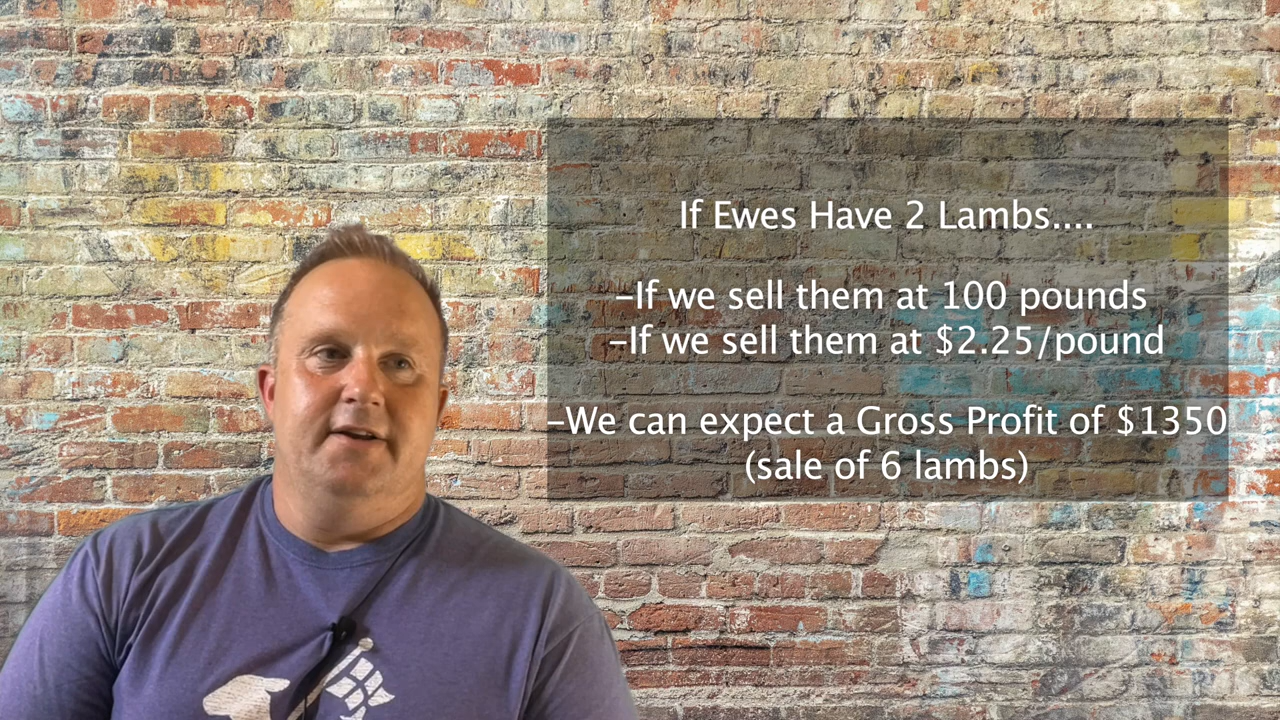 If Ewes Have 2 Lambs....
–If we sell them at 100 pounds
–If we sell them at $2.25/pound
–We can expect a Gross Profit of $1350
(sale of 6 lambs)